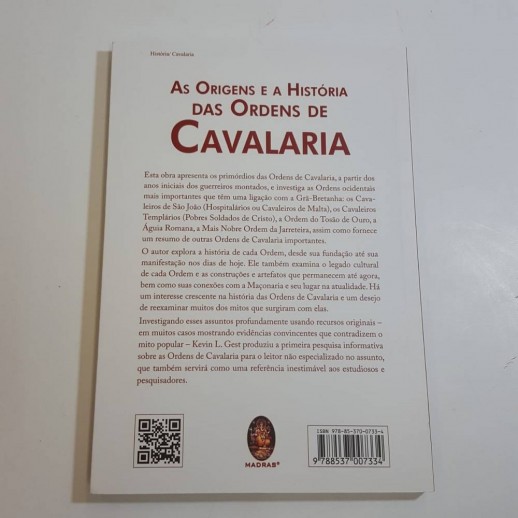 História/ Cavalaria
As Origens e a História
das Ordens de
Cavalaria
Esta obra apresenta os primórdios das Ordens de Cavalaria, a partir dos
anos iniciais dos guerreiros montados, e investiga as Ordens ocidentais
mais importantes que têm uma ligação com a Grã-Bretanha: os Cava-
leiros de São João (Hospitalários ou Cavaleiros de Malta), os Cavaleiros
Templários (Pobres Soldados de Cristo), a Ordem do Tosão de Ouro, a
Águia Romana, a Mais Nobre Ordem da Jarreteira, assim como fornece
um resumo de outras Ordens de Cavalaria importantes.
O autor explora a história de cada Ordem, desde sua fundação até sua
manifestação nos dias de hoje. Ele também examina o legado cultural
de cada Ordem e as construções e artefatos que permanecem até agora,
bem como suas conexões com a Maçonaria e seu lugar na atualidade. Há
um interesse crescente na história das Ordens de Cavalaria e um desejo
de reexaminar muitos dos mitos que surgiram com elas.
Investigando esses assuntos profundamente usando recursos originais –
em muitos casos mostrando evidências convincentes que contradizem o
mito popular – Kevin L. Gest produziu a primeira pesquisa informativa
sobre as Ordens de Cavalaria para o leitor não especializado no assunto,
que também servirá como uma referência inestimável aos estudiosos e
pesquisadores.
MADRAS®
ISBN 978-85-370-0733-4
9 788537 007334